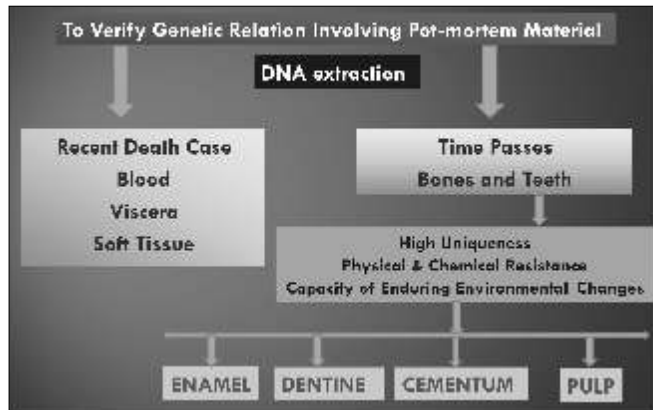 To Verify Genetic Relation Involving Pot-mortem Material
DNA extraction
Recent Death Case
Blood
Viscera
Soft Tissue
Time Passes
Bones and Teeth
High Uniqueness
Physical & Chemical Resistance
Capacity of Enduring Environmental Changes
ENAMEL
DENTINE
CEMENTUM
PULP